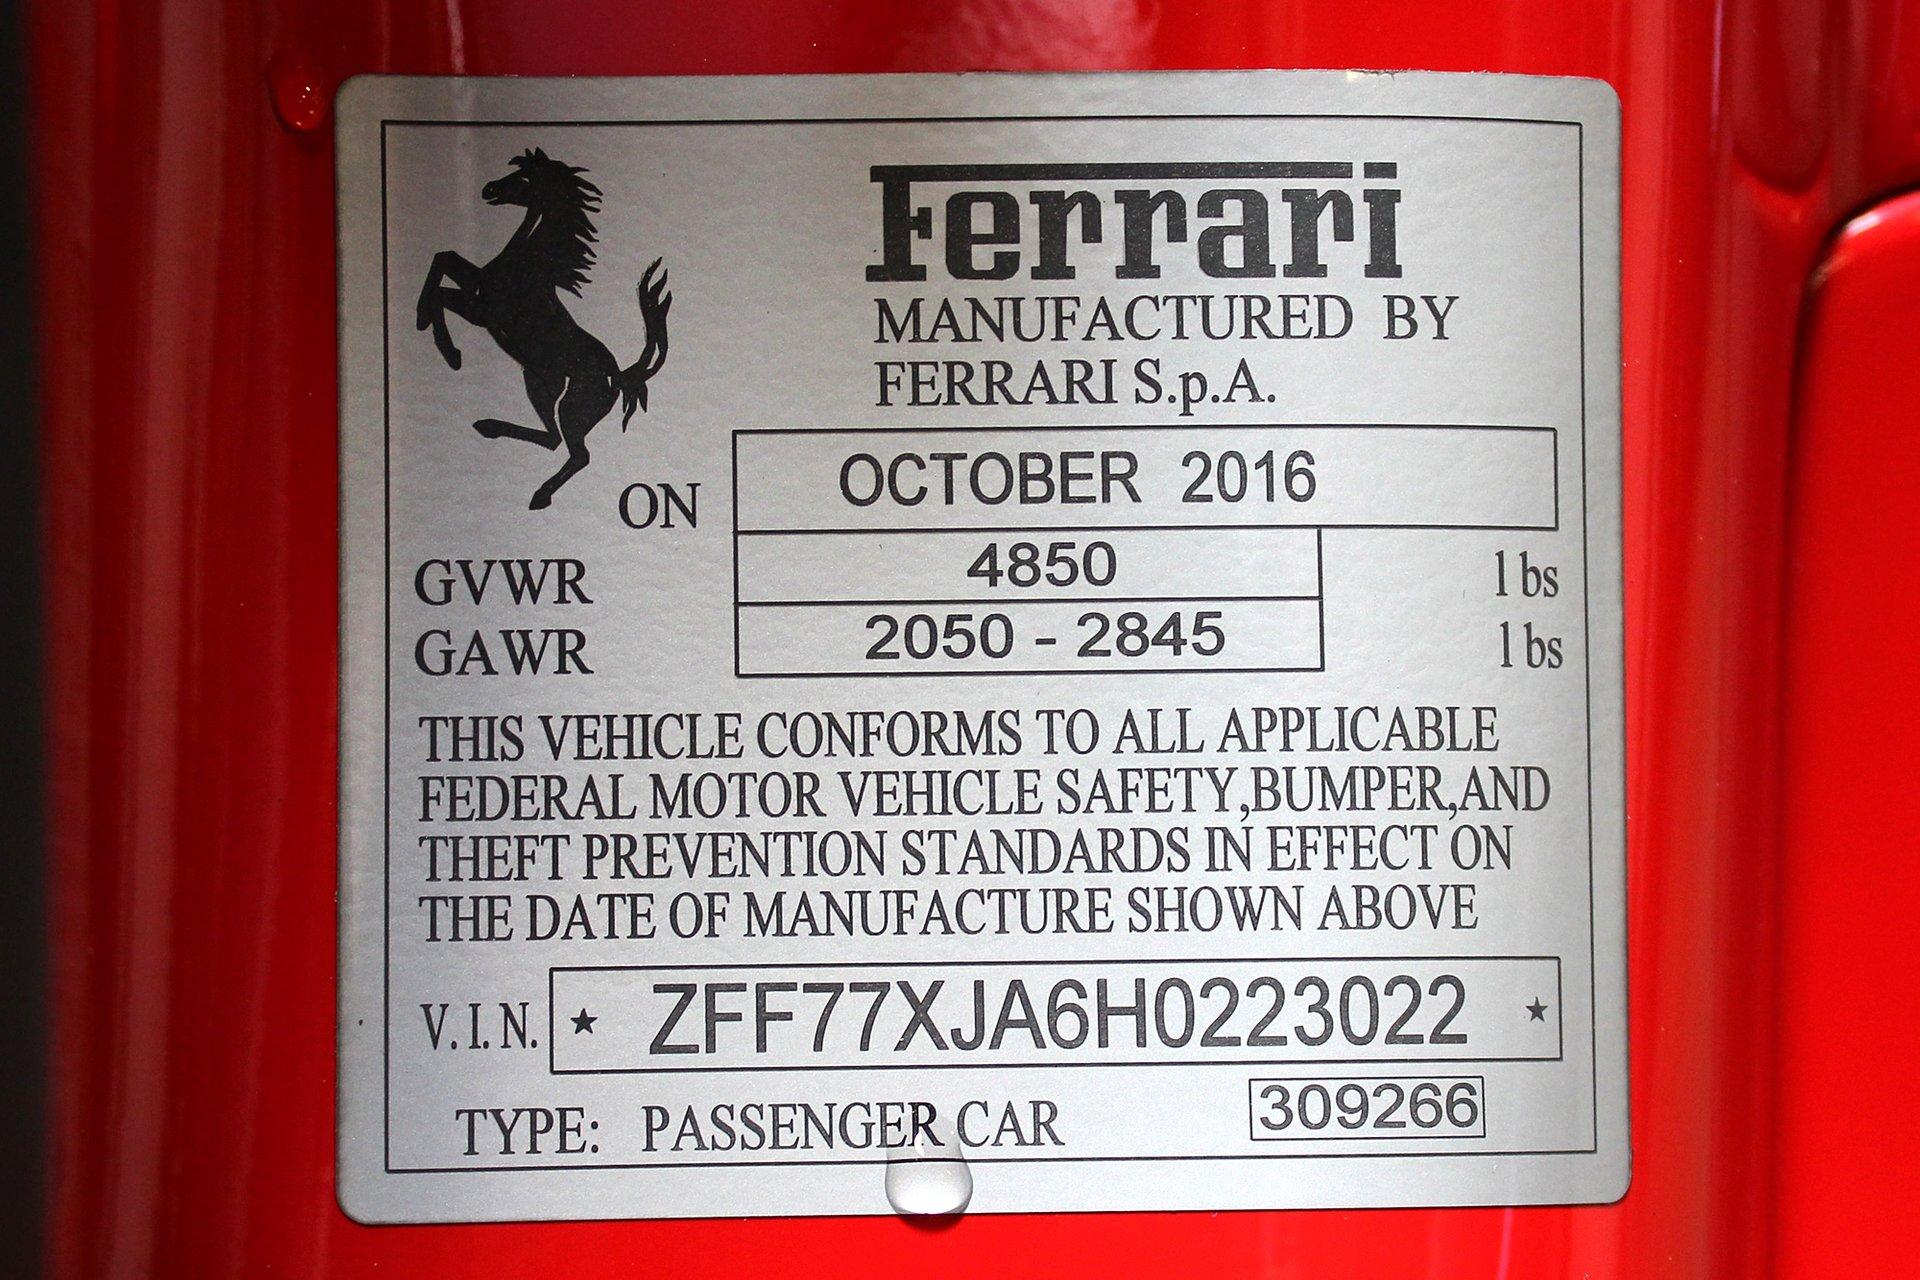 Ferrari
MANUFACTURED BY
FERRARI S.p.A.
ON OCTOBER 2016
GVWR 4850 lbs
GAWR 2050 - 2845 lbs
THIS VEHICLE CONFORMS TO ALL APPLICABLE
FEDERAL MOTOR VEHICLE SAFETY,BUMPER,AND
THEFT PREVENTION STANDARDS IN EFFECT ON
THE DATE OF MANUFACTURE SHOWN ABOVE
V.I.N. ★ ZFF77XJA6H0223022 ★
TYPE: PASSENGER CAR 309266